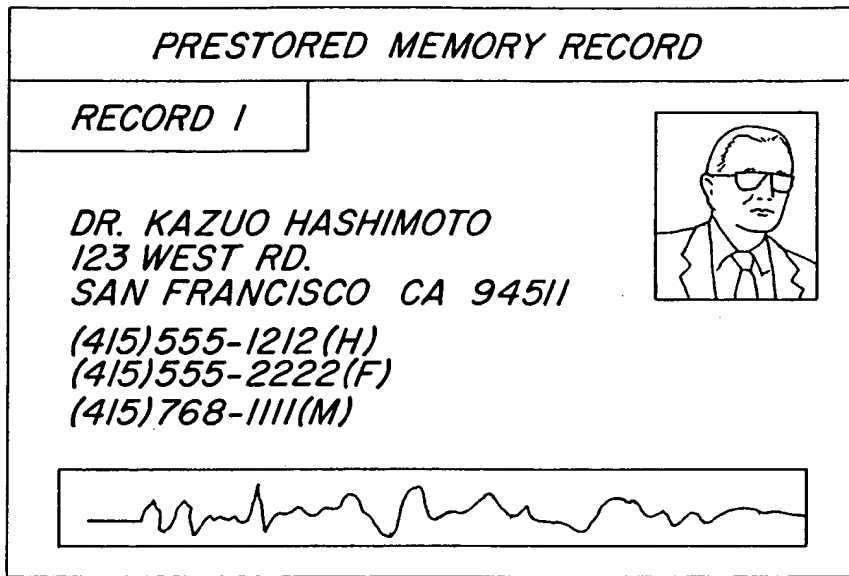 PRESTORED MEMORY RECORD
RECORD 1
DR. KAZUO HASHIMOTO
123 WEST RD.
SAN FRANCISCO CA 94511
(415)555-1212(H)
(415)555-2222(F)
(415)768-1111(M)